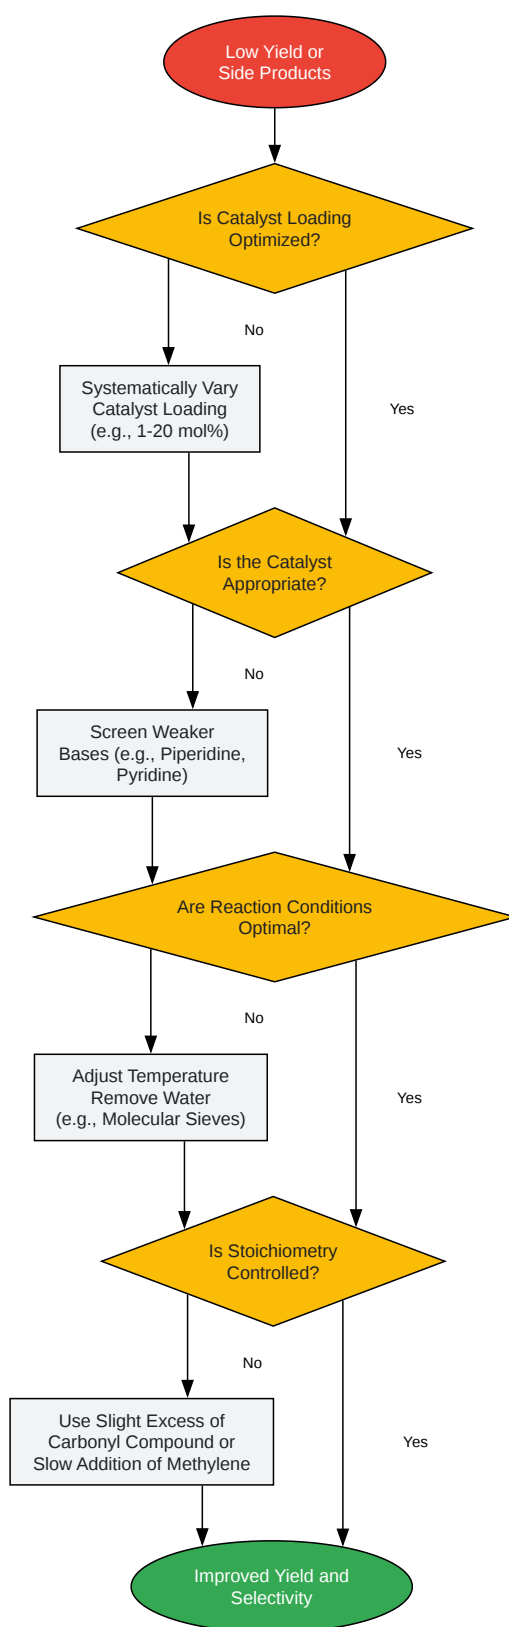 Low Yield or
Side Products
Is Catalyst Loading
Optimized?
No
Systematically Vary
Catalyst Loading
(e.g., 1-20 mol%)
Yes
Is the Catalyst
Appropriate?
No
Screen Weaker
Bases (e.g., Piperidine,
Pyridine)
Yes
Are Reaction Conditions
Optimal?
No
Adjust Temperature
Remove Water
(e.g., Molecular Sieves)
Yes
Is Stoichiometry
Controlled?
No
Use Slight Excess of
Carbonyl Compound or
Slow Addition of Methylene
Yes
Improved Yield and
Selectivity